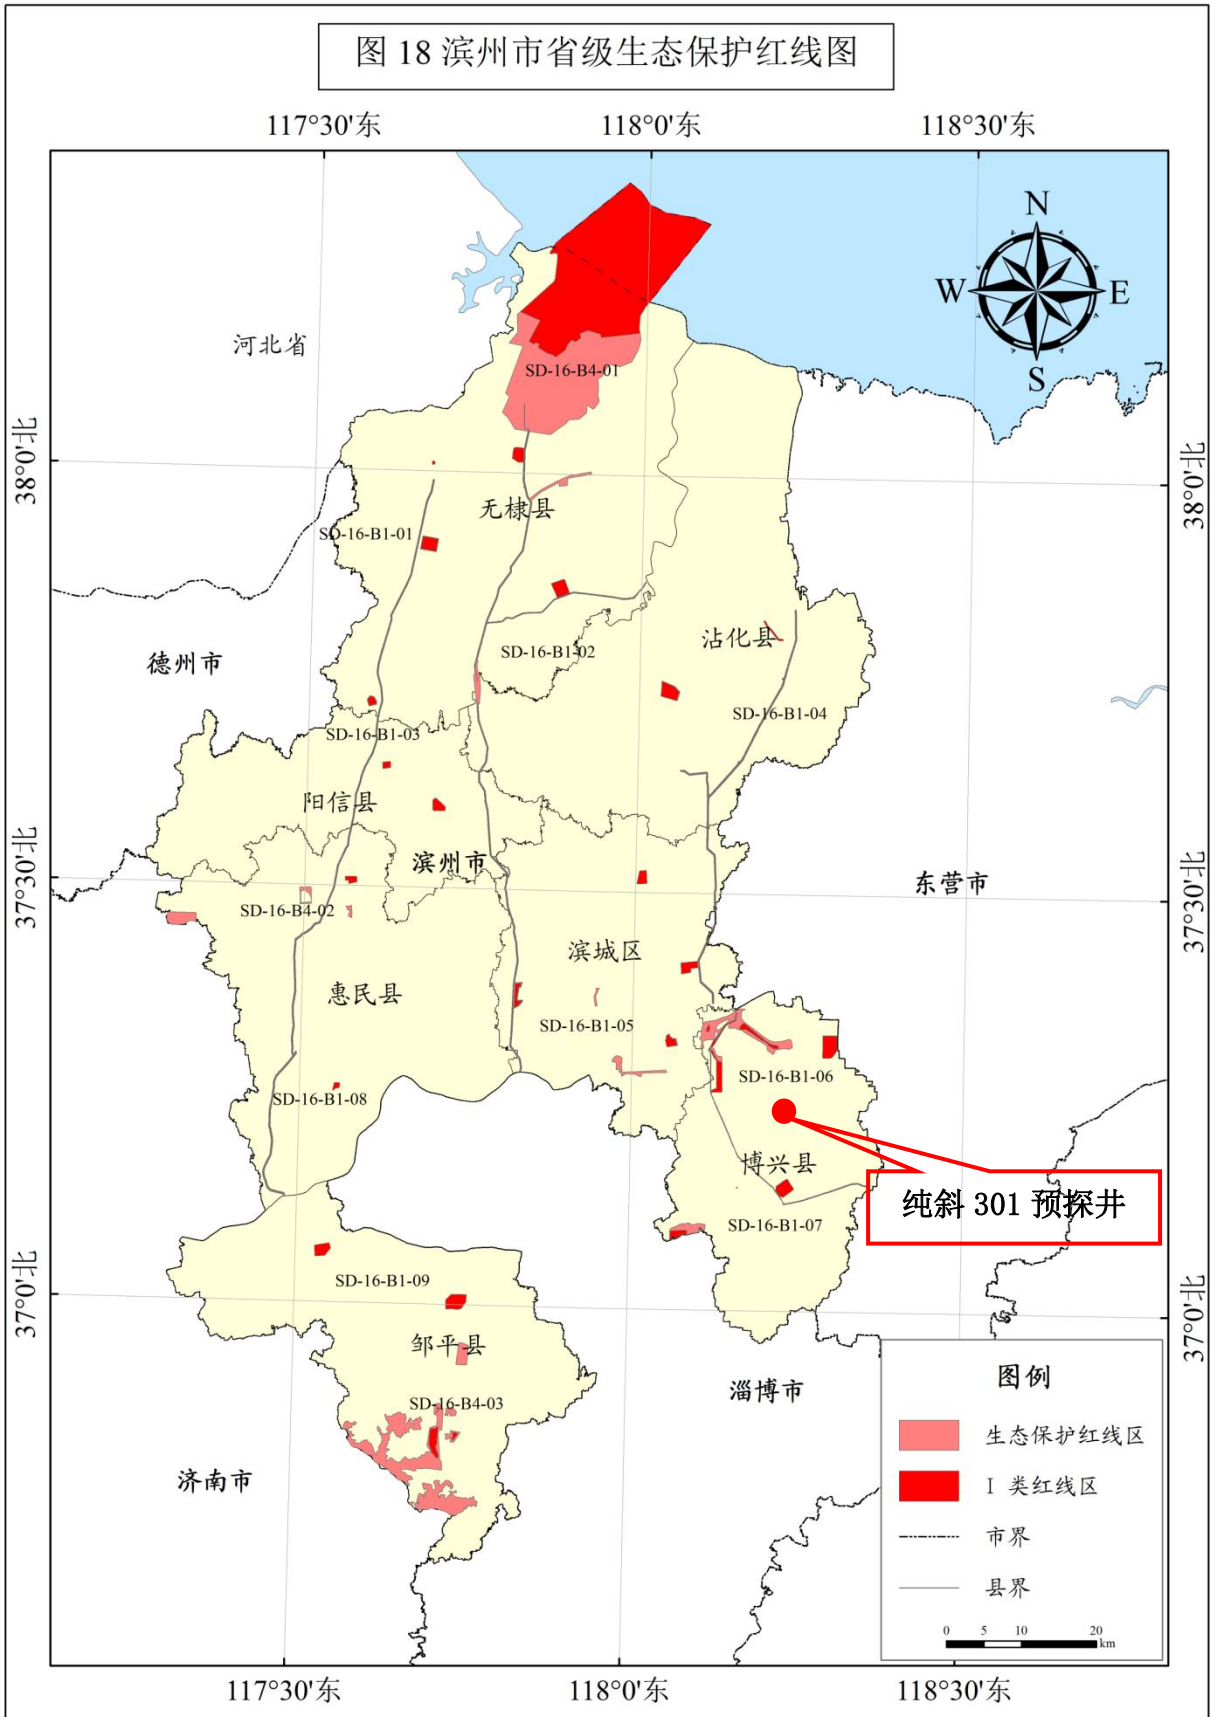 图 18 滨州市省级生态保护红线图
117°30'东
118°0'东
118°30'东
N
W
E
S
河北省
SD-16-B4-01
38°0'北
38°0'北
无棣县
SD-16-B1-01
沾化县
SD-16-B1-02
德州市
SD-16-B1-04
SD-16-B1-03
阳信县
滨州市
37°30'北
37°30'北
东营市
SD-16-B4-02
滨城区
惠民县
SD-16-B1-05
SD-16-B1-06
SD-16-B1-08
博兴县
纯斜 301 预探井
SD-16-B1-07
37°0'北
37°0'北
SD-16-B1-09
邹平县
淄博市
SD-16-B4-03
济南市
图例
生态保护红线区
I 类红线区
市界
县界
0 5 10 20
km
117°30'东
118°0'东
118°30'东